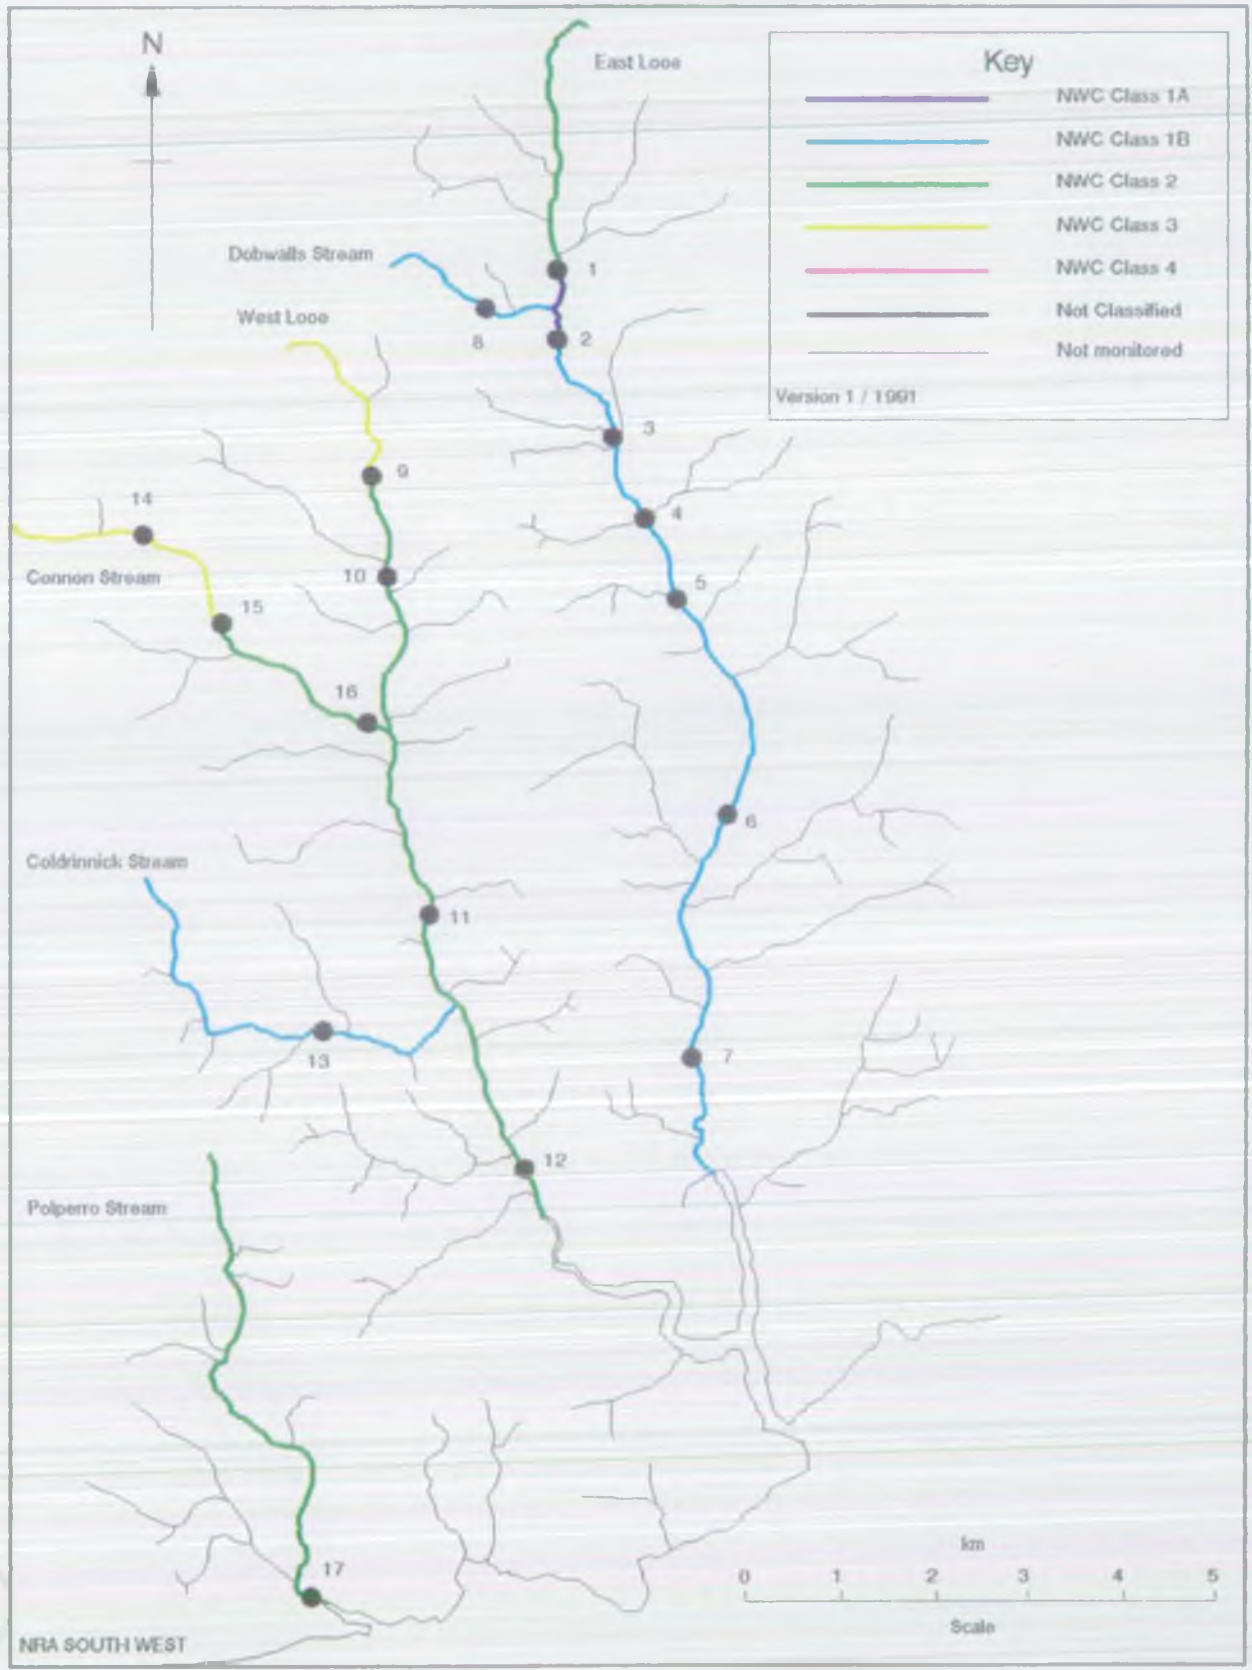 N
East Looe
Key
NWC Class 1A
NWC Class 1B
NWC Class 2
NWC Class 3
NWC Class 4
Not Classified
Not monitored
Version 1 / 1991
Dobwalls Stream
1
West Looe
8
2
3
9
14
4
Connon Stream
10
5
15
16
6
Coldrinnick Stream
11
13
7
12
Polperro Stream
17
km
0 1 2 3 4 5
Scale
NRA SOUTH WEST